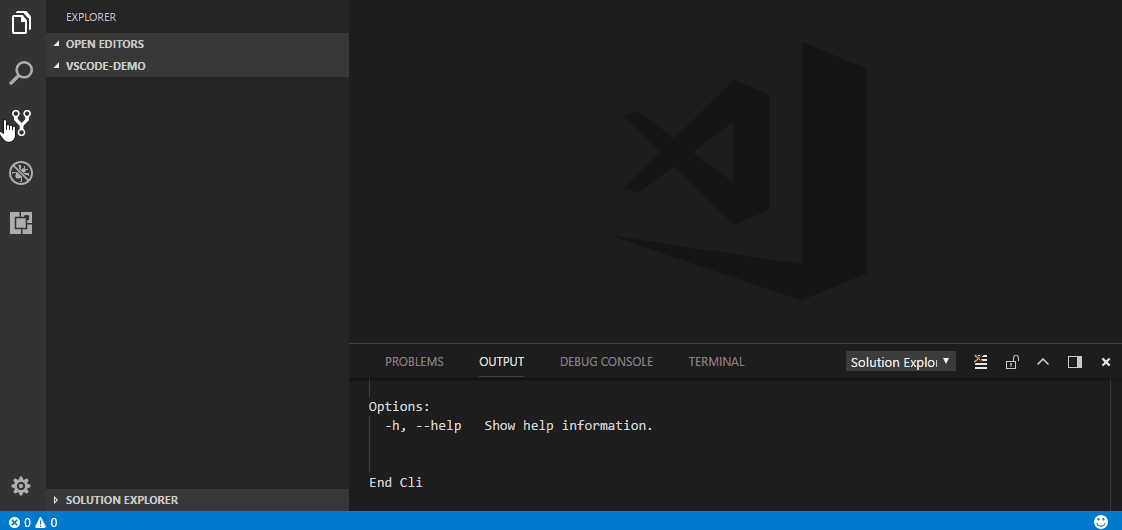 EXPLORER
OPEN EDITORS
VSCODE-DEMO
SOLUTION EXPLORER
PROBLEMS OUTPUT DEBUG CONSOLE TERMINAL Solution Explo
Options:
-h, --help Show help information.
End Cli
0 0